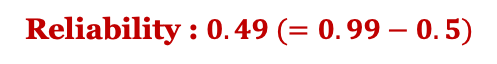 Reliability : 0.49 (= 0.99 − 0.5)